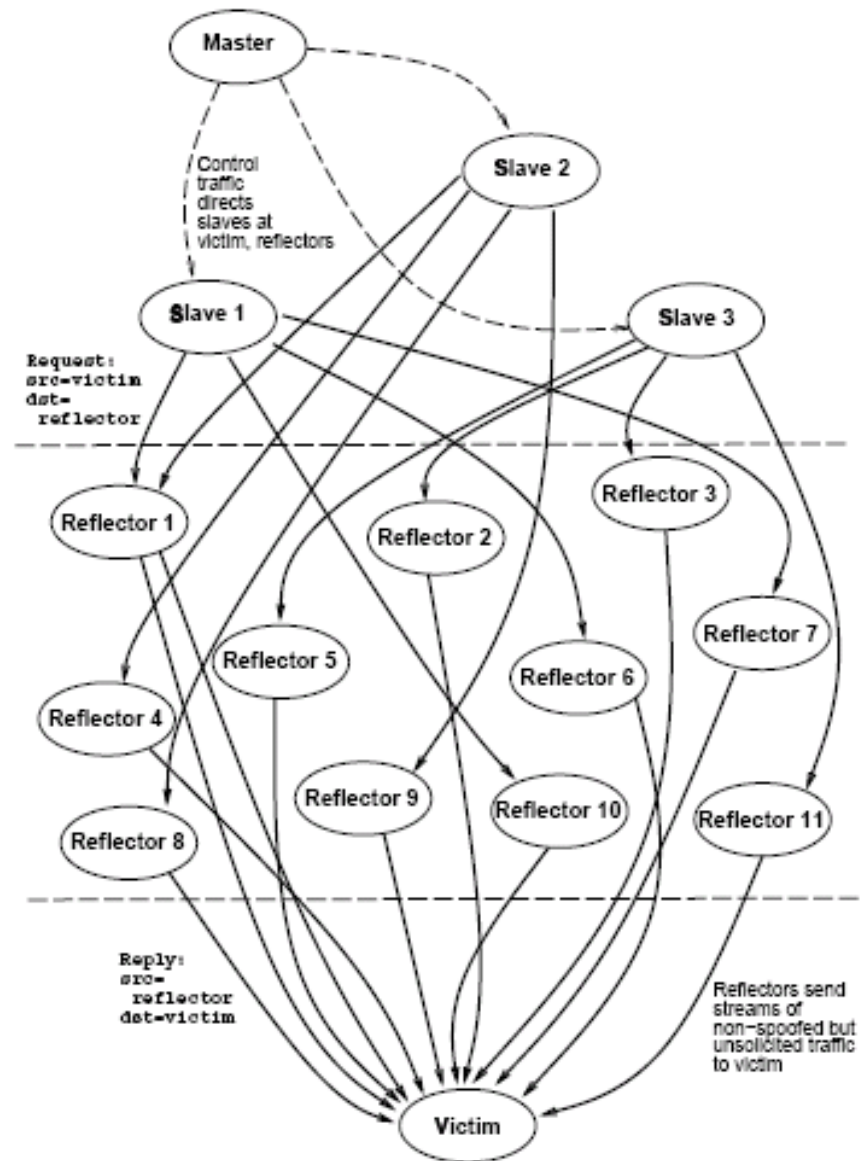 Master
Slave 2
Control
traffic
directs
slaves at
victim, reflectors
Slave 1
Slave 3
Request:
src=victim
dst=
reflector
Reflector 1
Reflector 2
Reflector 3
Reflector 4
Reflector 5
Reflector 6
Reflector 7
Reflector 8
Reflector 9
Reflector 10
Reflector 11
Reply:
src=
reflector
dst=victim
Reflectors send
streams of
non-spoofed but
unsolicited traffic
to victim
Victim